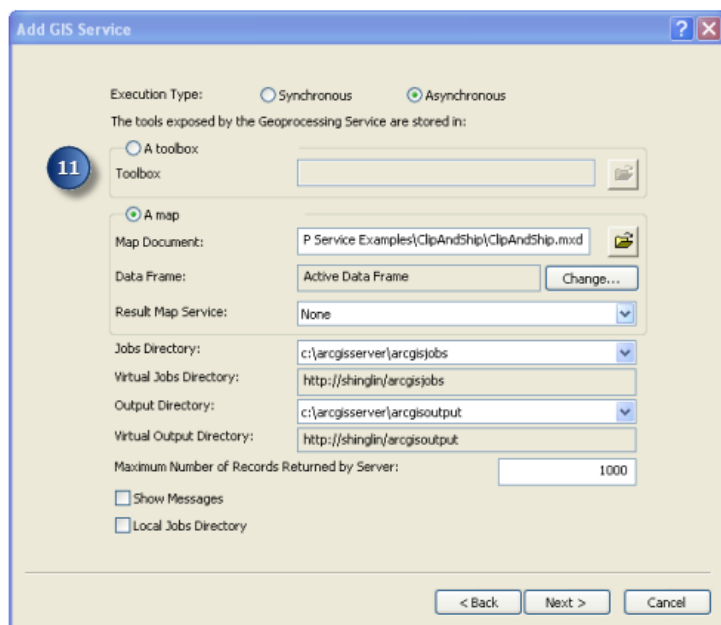 Add GIS Service
Execution Type: Synchronous Asynchronous
The tools exposed by the Geoprocessing Service are stored in:
11
A toolbox
Toolbox
A map
Map Document: P Service Examples\ClipAndShip\ClipAndShip.mxd
Data Frame: Active Data Frame Change...
Result Map Service: None
Jobs Directory: c:\arcgisserver\arcgisjobs
Virtual Jobs Directory: http://shinglin/arcgisjobs
Output Directory: c:\arcgisserver\arcgisoutput
Virtual Output Directory: http://shinglin/arcgisoutput
Maximum Number of Records Returned by Server: 1000
Show Messages
Local Jobs Directory
< Back Next > Cancel